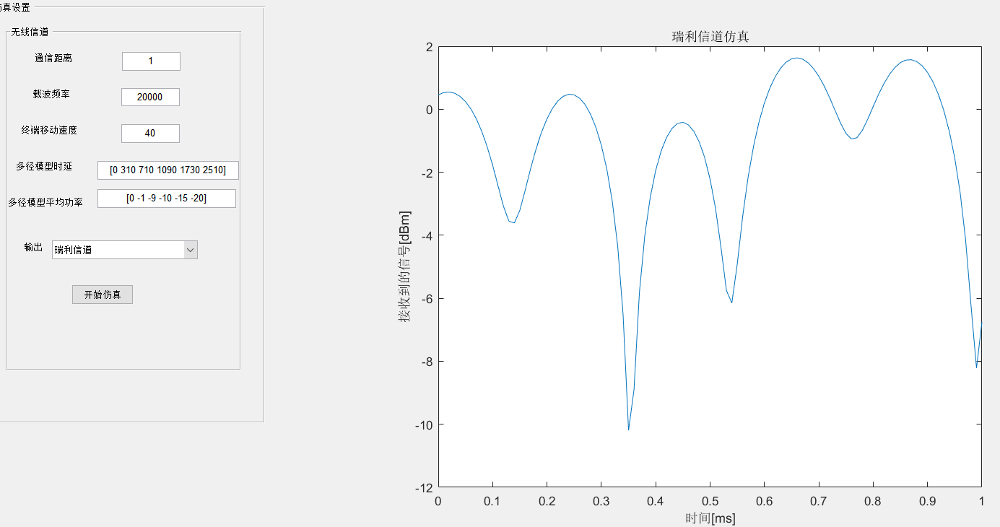 真设置
无线信道
通信距离
1
载波频率
20000
终端移动速度
40
多径模型时延
[0 310 710 1090 1730 2510]
多径模型平均功率
[0 -1 -9 -10 -15 -20]
输出
瑞利信道
开始仿真
瑞利信道仿真
接收到的信号[dBm]
2
0
-2
-4
-6
-8
-10
-12
0 0.1 0.2 0.3 0.4 0.5 0.6 0.7 0.8 0.9 1
时间[ms]